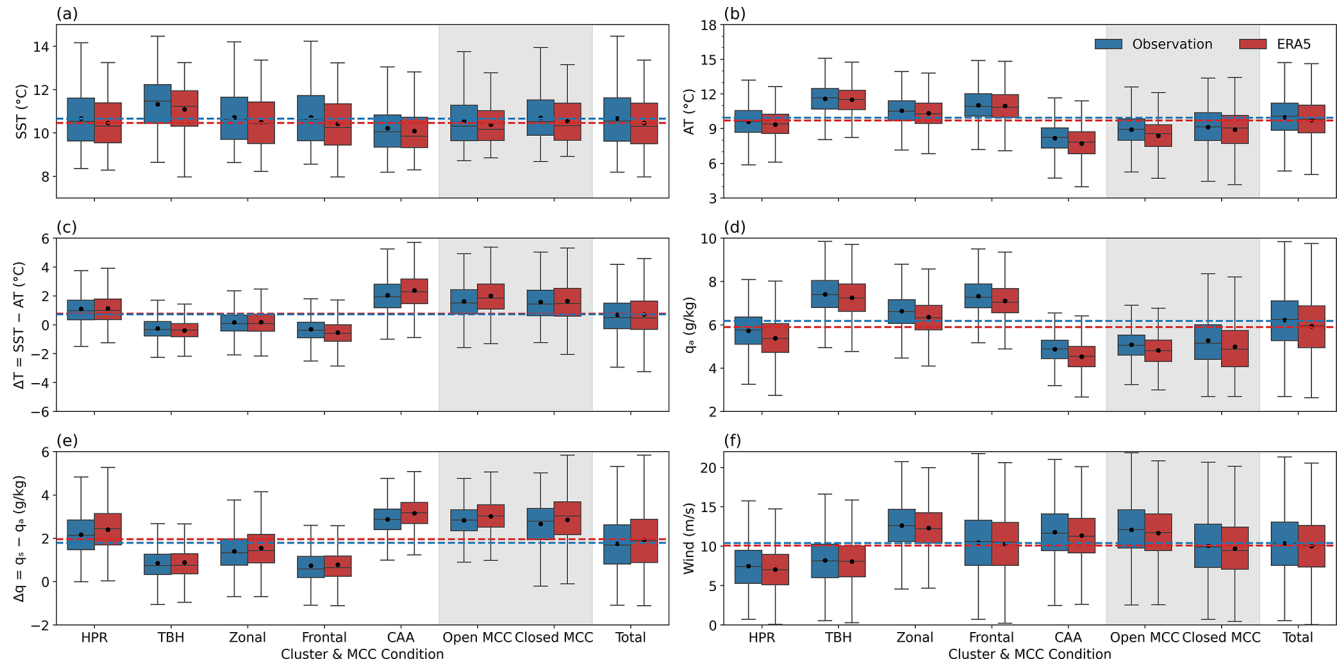 (a)
(b)
Observation
ERA5
SST (°C)
14
12
10
8
AT (°C)
15
12
9
6
3
(c)
(d)
ΔT = SST − AT (°C)
6
4
2
0
−2
−4
−6
qₐ (g/kg)
10
8
6
4
2
(e)
(f)
Δq = qₛ − qₐ (g/kg)
6
4
2
0
−2
Wind (m/s)
20
15
10
5
0
HPR TBH Zonal Frontal CAA Open MCC Closed MCC Total
Cluster & MCC Condition
HPR TBH Zonal Frontal CAA Open MCC Closed MCC Total
Cluster & MCC Condition